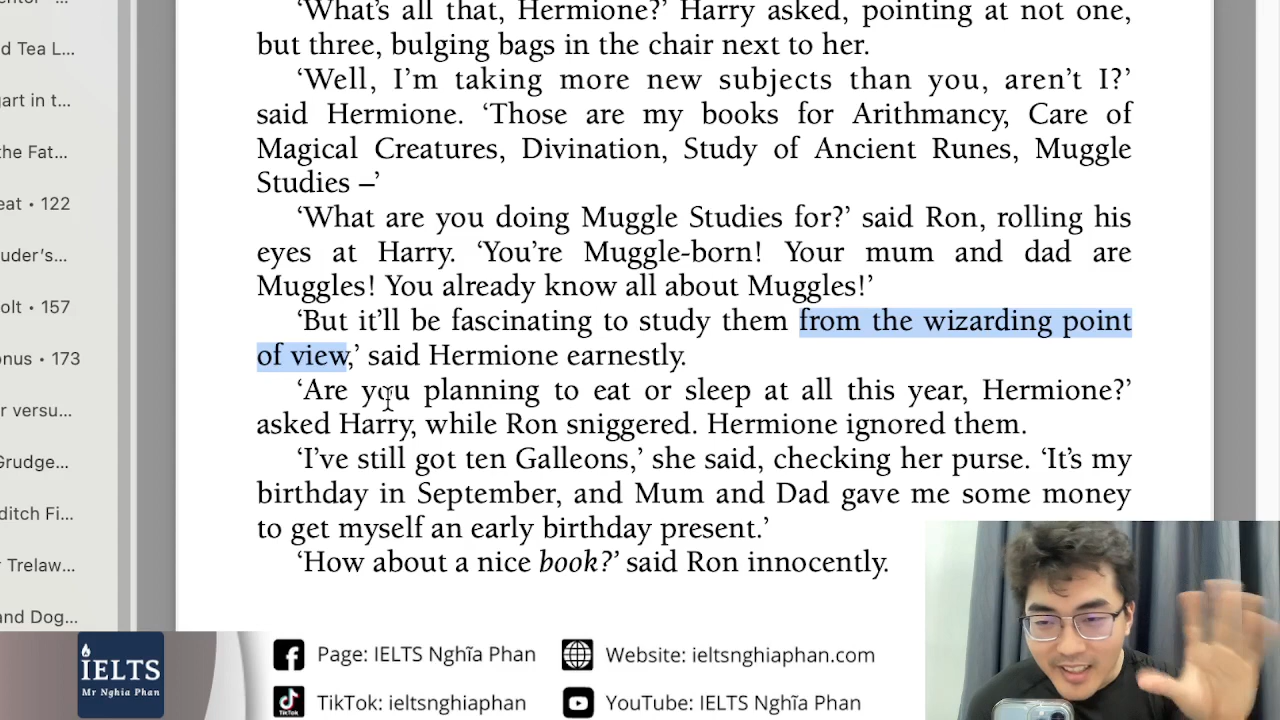 entor · ...
d Tea L...
gart in t...
the Fat...
eat • 122
uder's...
olt • 157
onus • 173
r versu...
Grudge...
ditch Fi...
r Trelaw...
and Dog...
‘What's all that, Hermione?’ Harry asked, pointing at not one,
but three, bulging bags in the chair next to her.
‘Well, I’m taking more new subjects than you, aren’t I?’
said Hermione. ‘Those are my books for Arithmancy, Care of
Magical Creatures, Divination, Study of Ancient Runes, Muggle
Studies –’
‘What are you doing Muggle Studies for?’ said Ron, rolling his
eyes at Harry. ‘You’re Muggle-born! Your mum and dad are
Muggles! You already know all about Muggles!’
‘But it’ll be fascinating to study them from the wizarding point
of view,’ said Hermione earnestly.
‘Are you planning to eat or sleep at all this year, Hermione?’
asked Harry, while Ron sniggered. Hermione ignored them.
‘I’ve still got ten Galleons,’ she said, checking her purse. ‘It’s my
birthday in September, and Mum and Dad gave me some money
to get myself an early birthday present.’
‘How about a nice book?’ said Ron innocently.
IELTS
Mr Nghia Phan
Page: IELTS Nghĩa Phan
Website: ieltsnghiaphan.com
TikTok: ieltsnghiaphan
YouTube: IELTS Nghĩa Phan